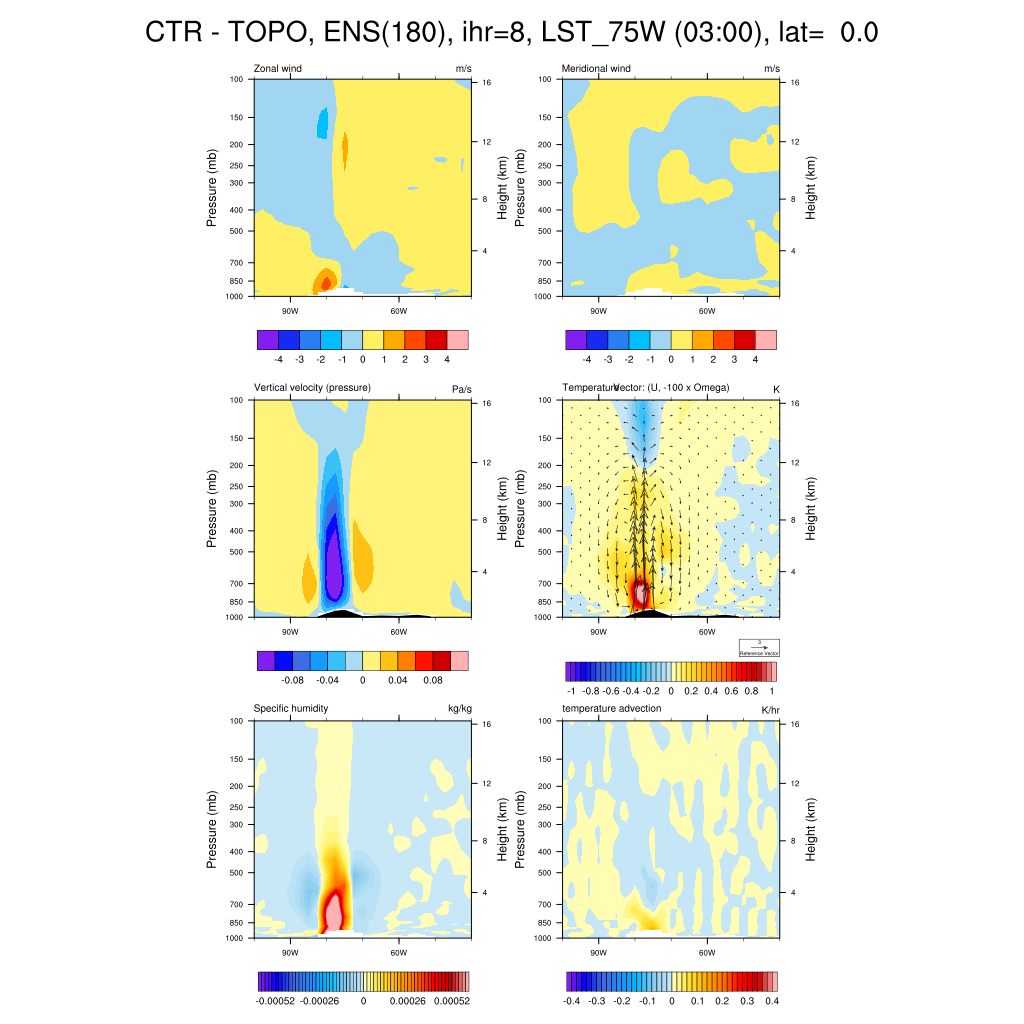 CTR - TOPO, ENS(180), ihr=8, LST_75W (03:00), lat= 0.0
Zonal wind m/s
Pressure (mb)
100
150
200
250
300
400
500
700
850
1000
16
12
8
4
Height (km)
90W 60W
-4 -3 -2 -1 0 1 2 3 4
Meridional wind m/s
Pressure (mb)
100
150
200
250
300
400
500
700
850
1000
16
12
8
4
Height (km)
90W 60W
-4 -3 -2 -1 0 1 2 3 4
Vertical velocity (pressure) Pa/s
Pressure (mb)
100
150
200
250
300
400
500
700
850
1000
16
12
8
4
Height (km)
90W 60W
-0.08 -0.04 0 0.04 0.08
Temperature Vector: (U, -100 x Omega) K
Pressure (mb)
100
150
200
250
300
400
500
700
850
1000
16
12
8
4
Height (km)
90W 60W
3
Reference Vector
-1 -0.8 -0.6 -0.4 -0.2 0 0.2 0.4 0.6 0.8 1
Specific humidity kg/kg
Pressure (mb)
100
150
200
250
300
400
500
700
850
1000
16
12
8
4
Height (km)
90W 60W
-0.00052 -0.00026 0 0.00026 0.00052
temperature advection K/hr
Pressure (mb)
100
150
200
250
300
400
500
700
850
1000
16
12
8
4
Height (km)
90W 60W
-0.4 -0.3 -0.2 -0.1 0 0.1 0.2 0.3 0.4